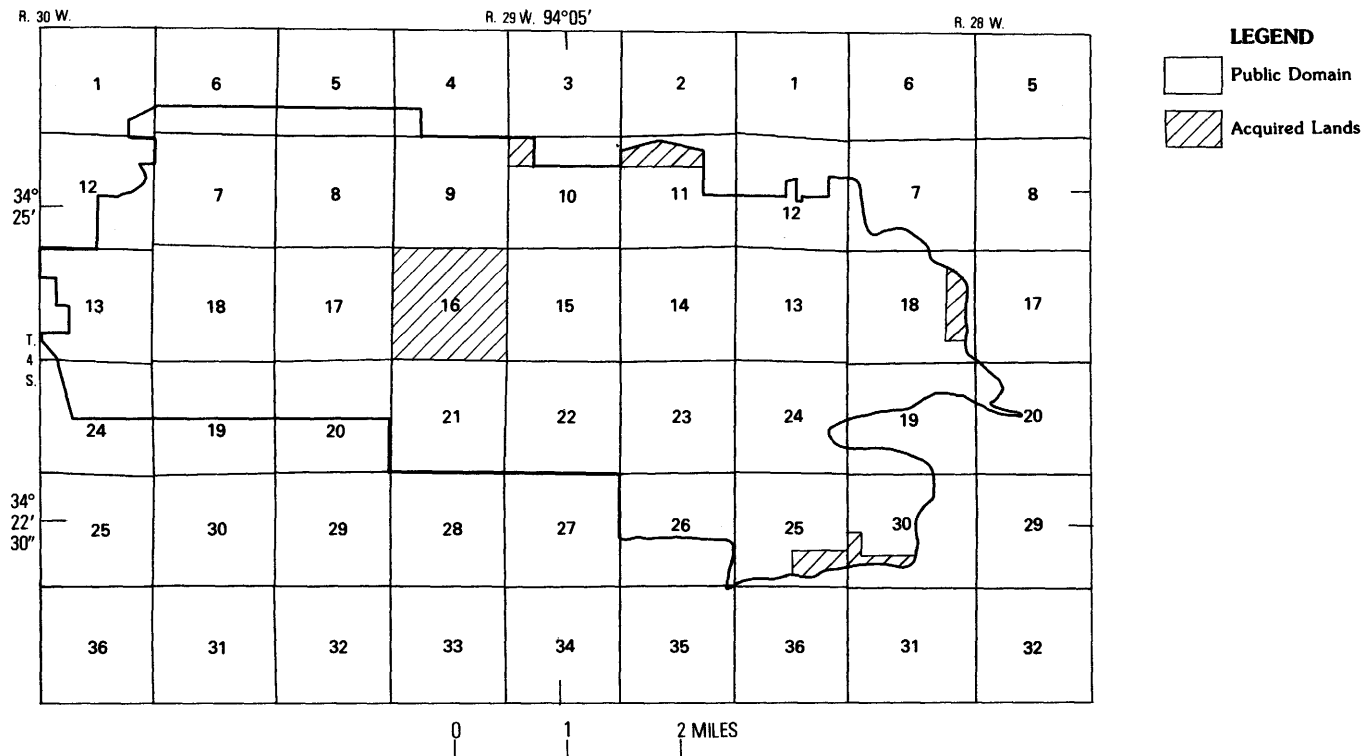 R. 30 W. R. 29 W. 94°05′ R. 28 W.
LEGEND
Public Domain
Acquired Lands
1 6 5 4 3 2 1 6 5
12 7 8 9 10 11 12 7 8
34°
25′
13 18 17 16 15 14 13 18 17
T.
4
S.
24 19 20 21 22 23 24 19 20
34°
22′
30″
25 30 29 28 27 26 25 30 29
36 31 32 33 34 35 36 31 32
0 1 2 MILES